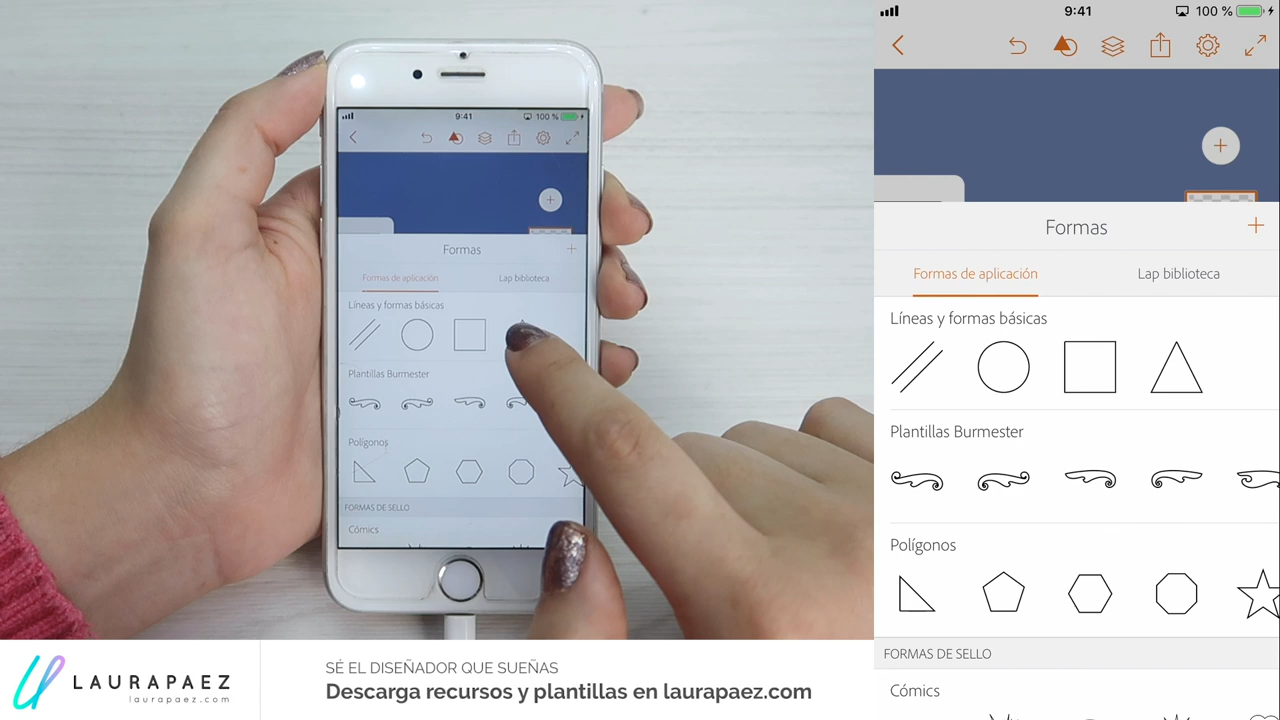 9:41
100 %
Formas
Formas de aplicación
Lap biblioteca
Líneas y formas básicas
Plantillas Burmester
Polígonos
FORMAS DE SELLO
Cómics
9:41
100 %
Formas
Formas de aplicación
Lap biblioteca
Líneas y formas básicas
Plantillas Burmester
Polígonos
FORMAS DE SELLO
Cómics
LAURAPAEZ
laurapaez.com
SÉ EL DISEÑADOR QUE SUEÑAS
Descarga recursos y plantillas en laurapaez.com